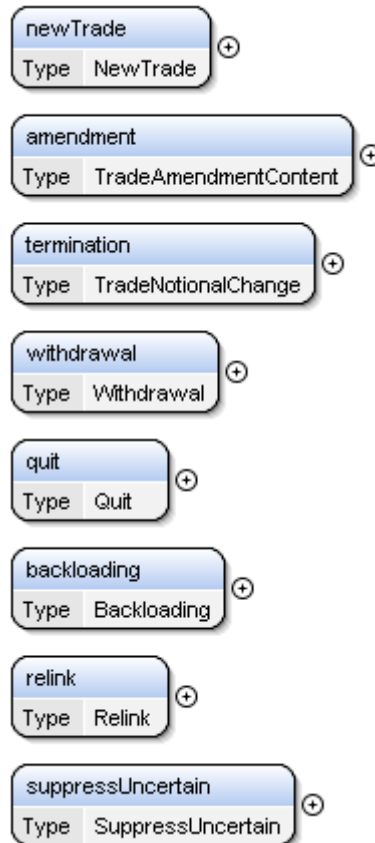 newTrade
Type NewTrade
amendment
Type TradeAmendmentContent
termination
Type TradeNotionalChange
withdrawal
Type Withdrawal
quit
Type Quit
backloading
Type Backloading
relink
Type Relink
suppressUncertain
Type SuppressUncertain